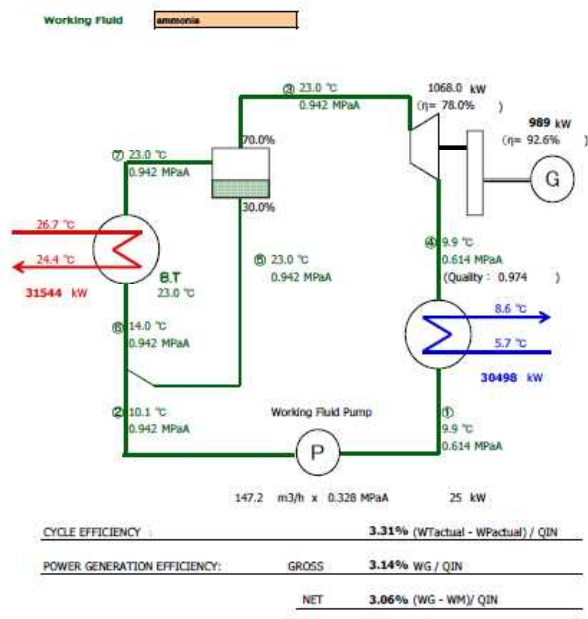 Working Fluid ammonia
③ 23.0 ℃
0.942 MPaA
1068.0 kW
(η= 78.0% )
989 kW
(η= 92.6% )
G
70.0%
⑦ 23.0 ℃
0.942 MPaA
30.0%
26.7 ℃
24.4 ℃
31544 kW
B.T
23.0 ℃
⑤ 23.0 ℃
0.942 MPaA
④ 9.9 ℃
0.614 MPaA
(Quality : 0.974 )
8.6 ℃
5.7 ℃
30498 kW
⑥ 14.0 ℃
0.942 MPaA
② 10.1 ℃
0.942 MPaA
Working Fluid Pump
P
①
9.9 ℃
0.614 MPaA
147.2 m3/h x 0.328 MPaA 25 kW
CYCLE EFFICIENCY : 3.31% (WTactual - WPactual) / QIN
POWER GENERATION EFFICIENCY: GROSS 3.14% WG / QIN
NET 3.06% (WG - WM)/ QIN